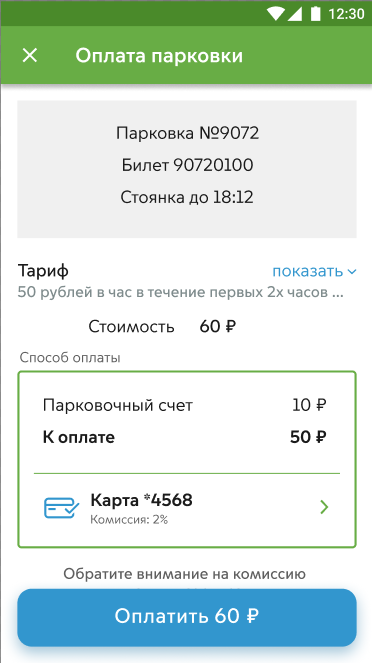 12:30
Оплата парковки
Парковка №9072
Билет 90720100
Стоянка до 18:12
Тариф показать
50 рублей в час в течение первых 2х часов ...
Стоимость 60 ₽
Способ оплаты
Парковочный счет 10 ₽
К оплате 50 ₽
Карта *4568
Комиссия: 2%
Обратите внимание на комиссию
Оплатить 60 ₽